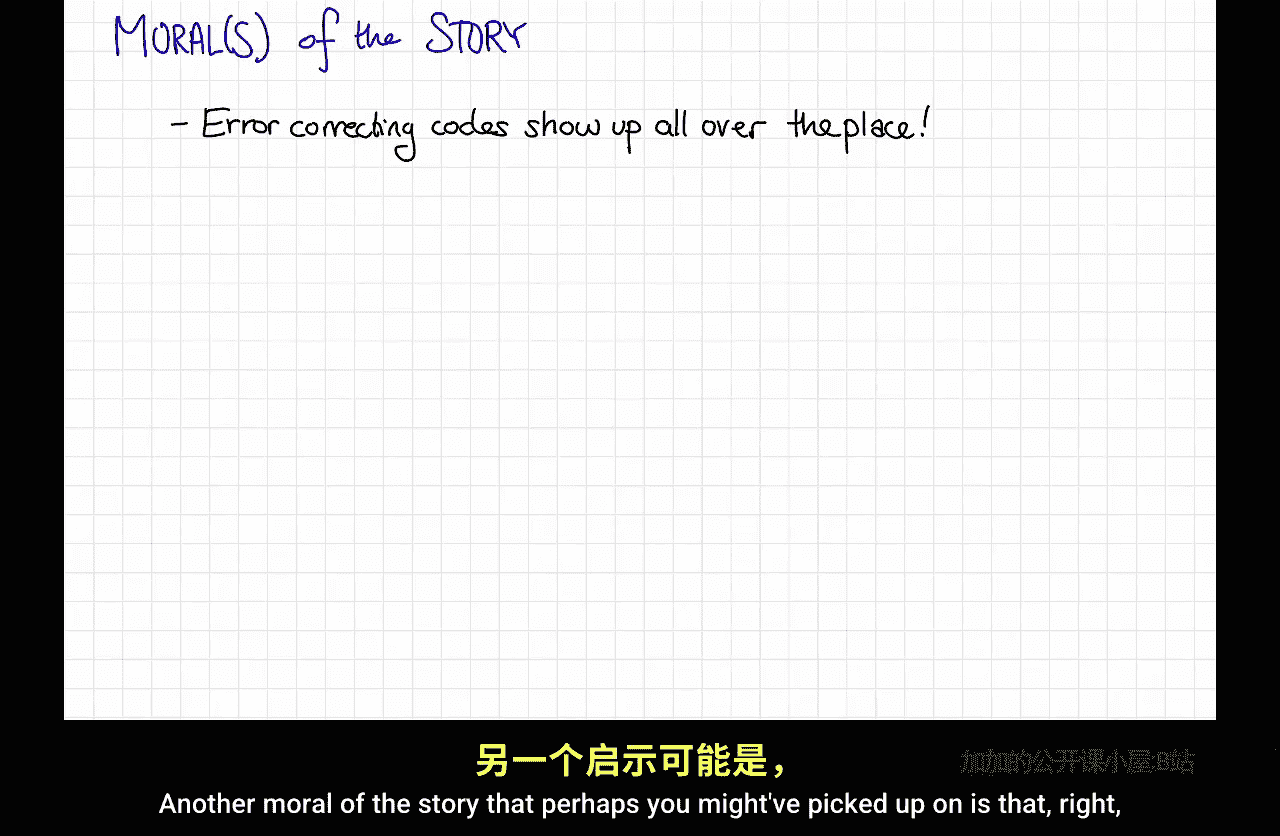 MORAL(S) of the STORY
- Error correcting codes show up all over the place!
另一个启示可能是，
加加的公开课小屋:B站
Another moral of the story that perhaps you might've picked up on is that, right,